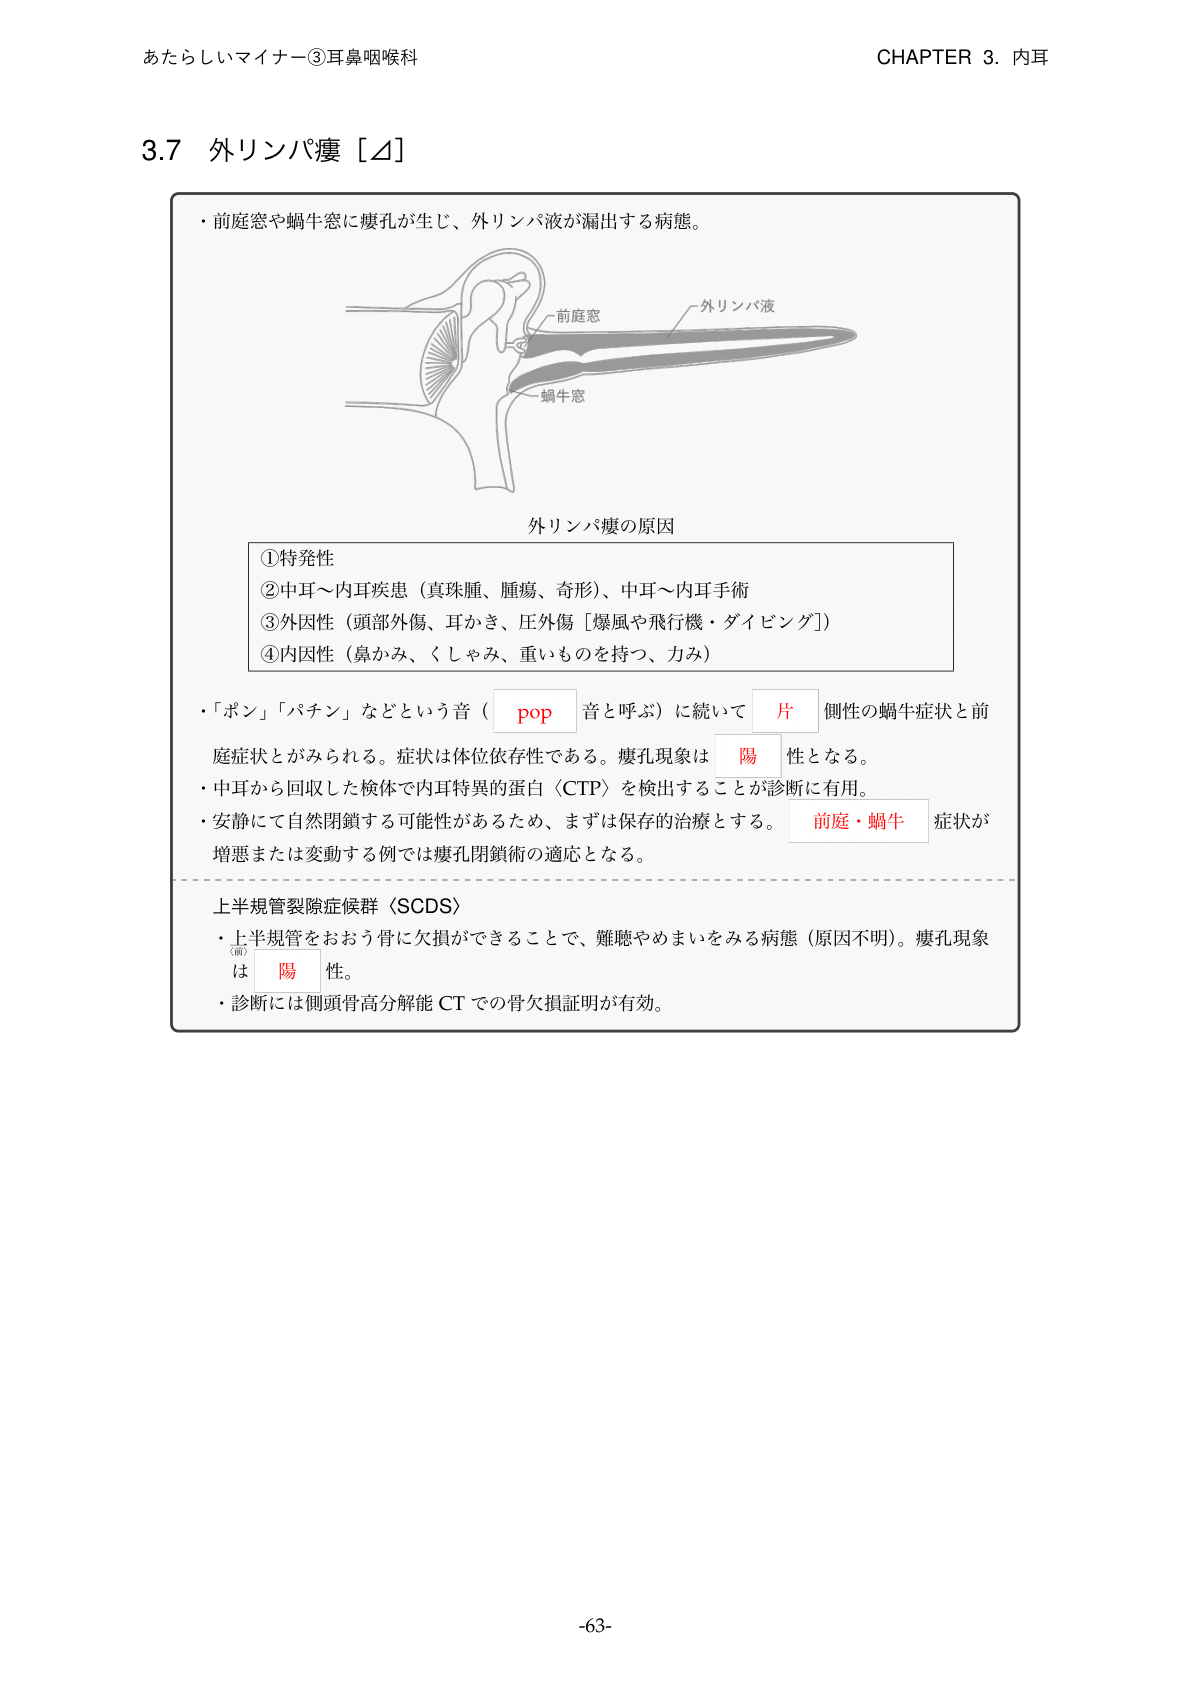 あたらしいマイナー③耳鼻咽喉科
CHAPTER 3. 内耳
3.7 外リンパ瘻［⊿］
・前庭窓や蝸牛窓に瘻孔が生じ、外リンパ液が漏出する病態。
前庭窓
外リンパ液
蝸牛窓
外リンパ瘻の原因
①特発性
②中耳〜内耳疾患（真珠腫、腫瘍、奇形）、中耳〜内耳手術
③外因性（頭部外傷、耳かき、圧外傷［爆風や飛行機・ダイビング］）
④内因性（鼻かみ、くしゃみ、重いものを持つ、力み）
・「ポン」「パチン」などという音（ pop 音と呼ぶ）に続いて 片 側性の蝸牛症状と前
庭症状とがみられる。症状は体位依存性である。瘻孔現象は 陽 性となる。
・中耳から回収した検体で内耳特異的蛋白〈CTP〉を検出することが診断に有用。
・安静にて自然閉鎖する可能性があるため、まずは保存的治療とする。 前庭・蝸牛 症状が
増悪または変動する例では瘻孔閉鎖術の適応となる。
上半規管裂隙症候群〈SCDS〉
・上半規管をおおう骨に欠損ができることで、難聴やめまいをみる病態（原因不明）。瘻孔現象
〈前〉
は 陽 性。
・診断には側頭骨高分解能 CT での骨欠損証明が有効。
-63-